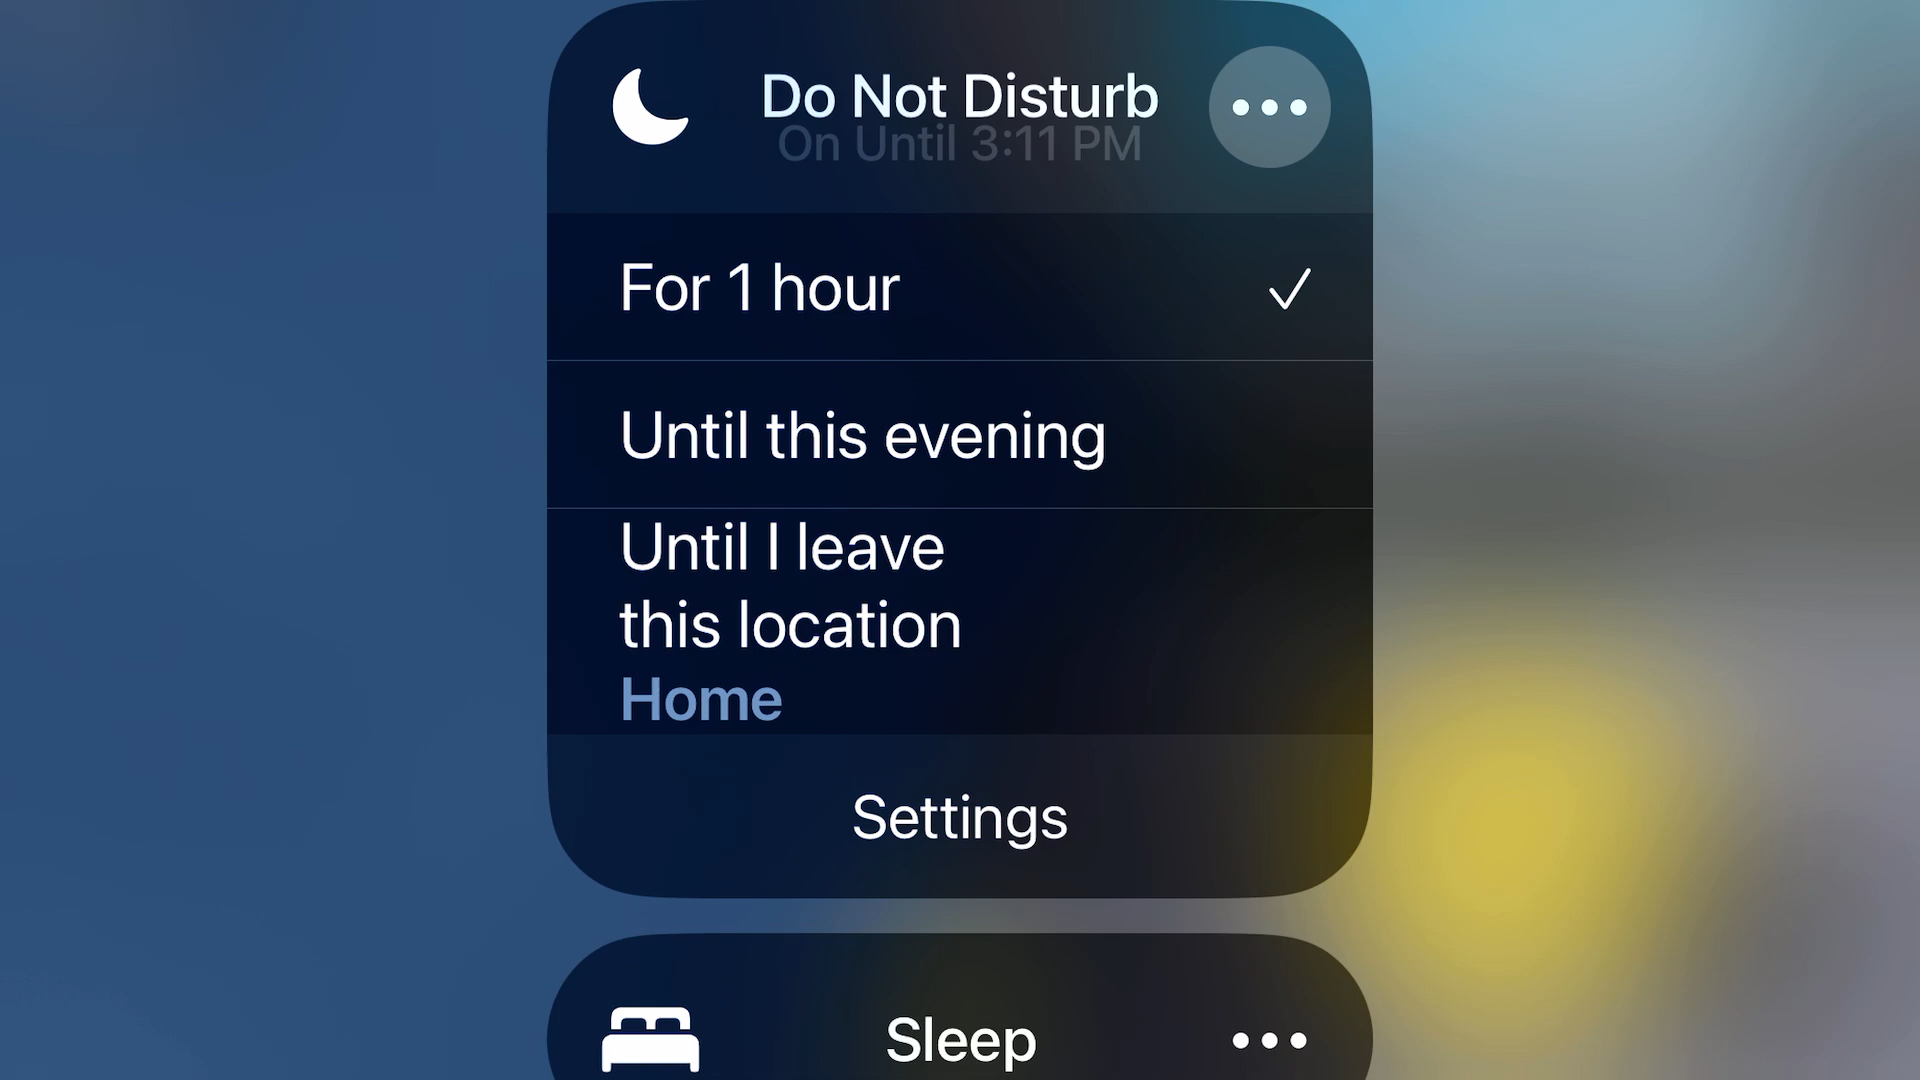 Do Not Disturb
On Until 3:11 PM
For 1 hour
Until this evening
Until I leave
this location
Home
Settings
Sleep